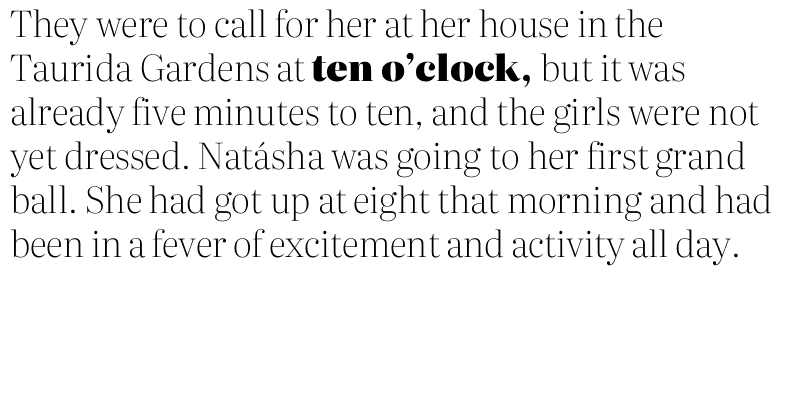 They were to call for her at her house in the
Taurida Gardens at ten o’clock, but it was
already five minutes to ten, and the girls were not
yet dressed. Natásha was going to her first grand
ball. She had got up at eight that morning and had
been in a fever of excitement and activity all day.